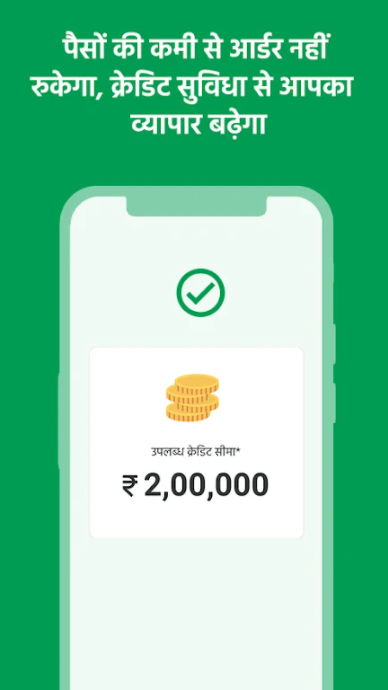 पैसों की कमी से आर्डर नहीं
रुकेगा, क्रेडिट सुविधा से आपका
व्यापार बढ़ेगा
उपलब्ध क्रेडिट सीमा*
₹ 2,00,000